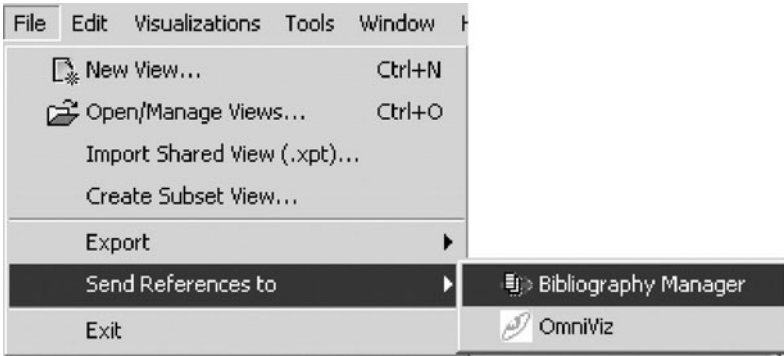 File Edit Visualizations Tools Window
New View... Ctrl+N
Open/Manage Views... Ctrl+O
Import Shared View (.xpt)...
Create Subset View...
Export
Send References to
Bibliography Manager
Exit
OmniViz